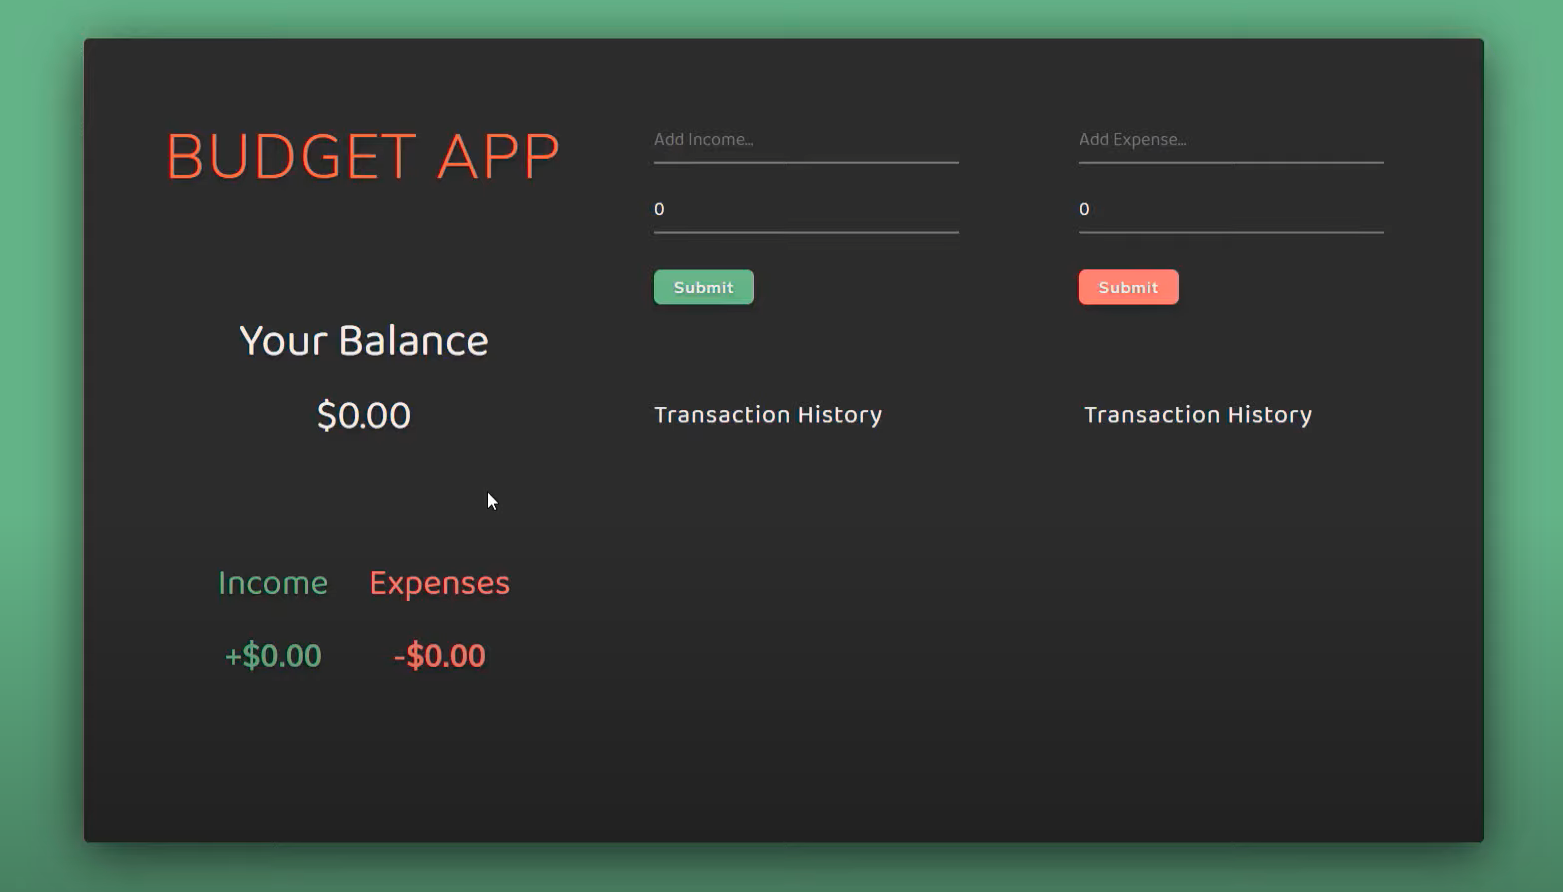 BUDGET APP
Your Balance
$0.00
Income
Expenses
+$0.00
-$0.00
Add Income...
0
Submit
Transaction History
Add Expense...
0
Submit
Transaction History